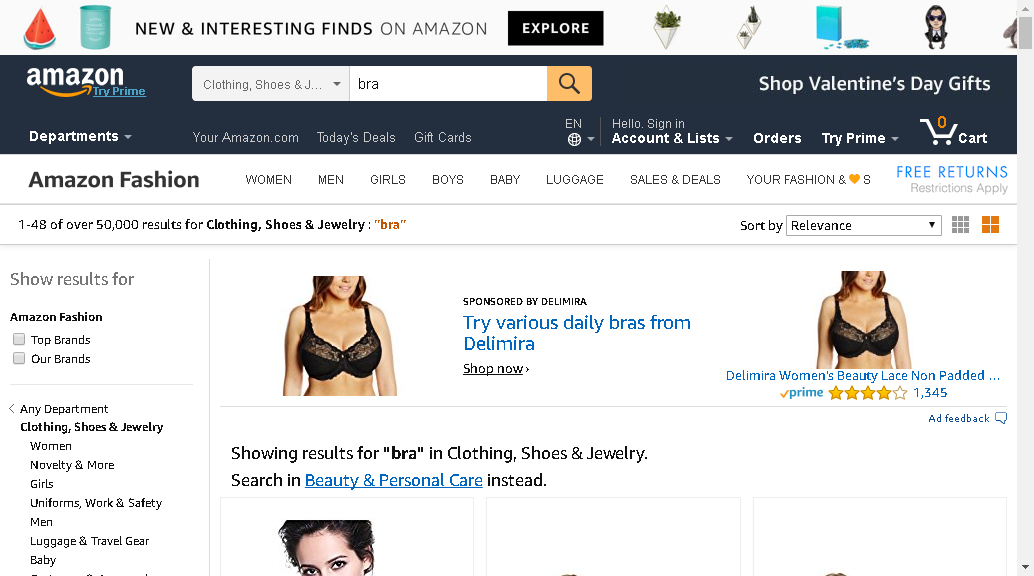 NEW & INTERESTING FINDS ON AMAZON EXPLORE
amazon
Try Prime
Clothing, Shoes & J...
bra
Shop Valentine's Day Gifts
Departments
Your Amazon.com Today's Deals Gift Cards
EN
Hello. Sign in
Account & Lists
Orders
Try Prime
0
Cart
Amazon Fashion
WOMEN MEN GIRLS BOYS BABY LUGGAGE SALES & DEALS YOUR FASHION & 🧡 S
FREE RETURNS
Restrictions Apply
1-48 of over 50,000 results for Clothing, Shoes & Jewelry : "bra"
Sort by Relevance
Show results for
Amazon Fashion
Top Brands
Our Brands
Any Department
Clothing, Shoes & Jewelry
Women
Novelty & More
Girls
Uniforms, Work & Safety
Men
Luggage & Travel Gear
Baby
SPONSORED BY DELIMIRA
Try various daily bras from
Delimira
Shop now ›
Delimira Women's Beauty Lace Non Padded ...
prime 1,345
Ad feedback
Showing results for "bra" in Clothing, Shoes & Jewelry.
Search in Beauty & Personal Care instead.